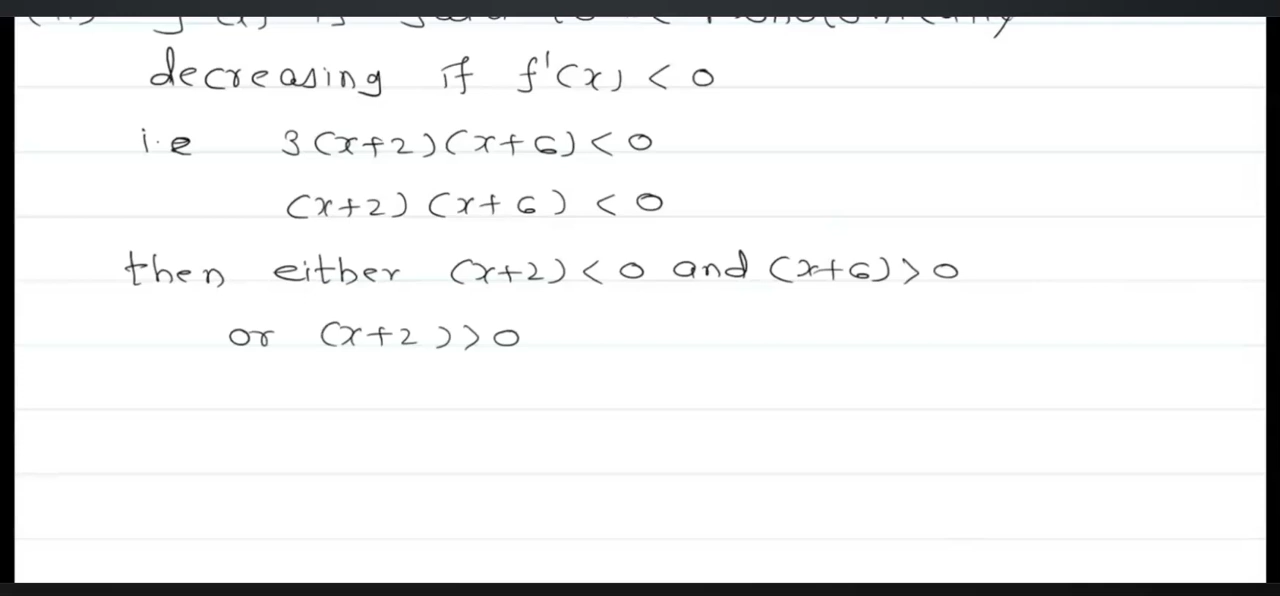 decreasing if f'(x) < 0
i.e 3(x+2)(x+6) < 0
(x+2) (x+6) < 0
then either (x+2) < 0 and (x+6) > 0
or (x+2) > 0